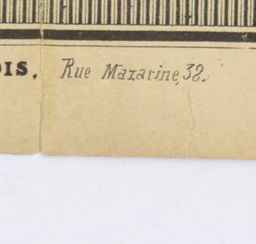 OIS. Rue Mazarine, 38.